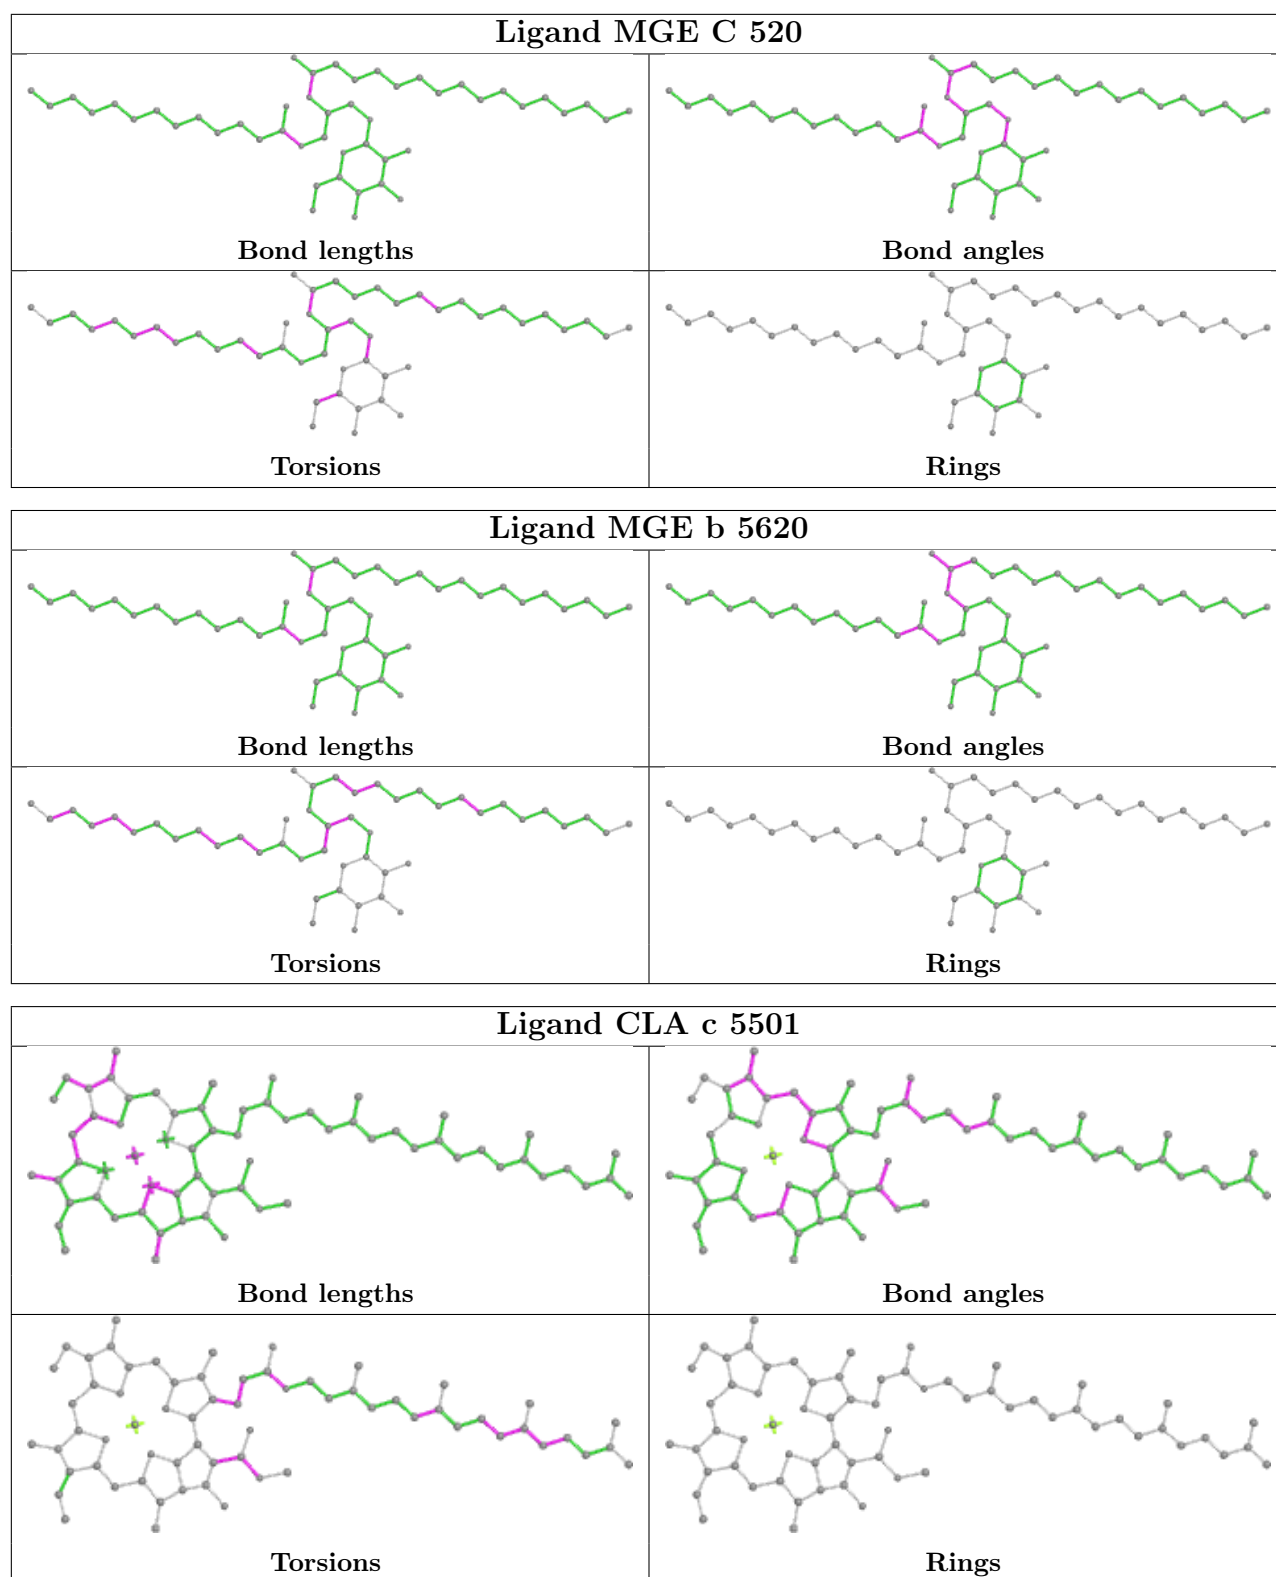 Ligand MGE C 520
Bond lengths
Bond angles
Torsions
Rings
Ligand MGE b 5620
Bond lengths
Bond angles
Torsions
Rings
Ligand CLA c 5501
Bond lengths
Bond angles
Torsions
Rings